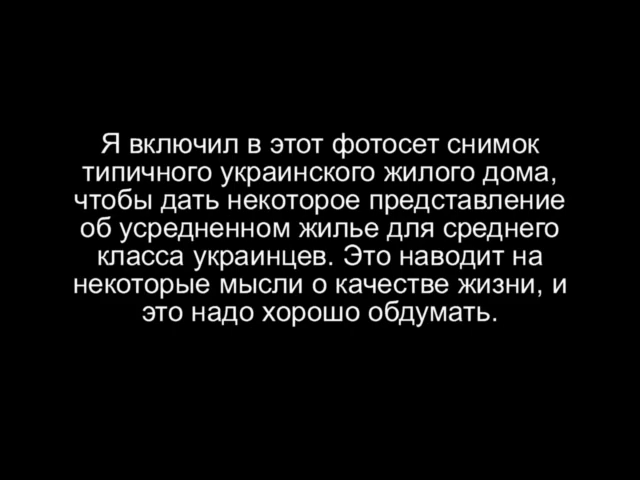 Я включил в этот фотосет снимок
типичного украинского жилого дома,
чтобы дать некоторое представление
об усредненном жилье для среднего
класса украинцев. Это наводит на
некоторые мысли о качестве жизни, и
это надо хорошо обдумать.